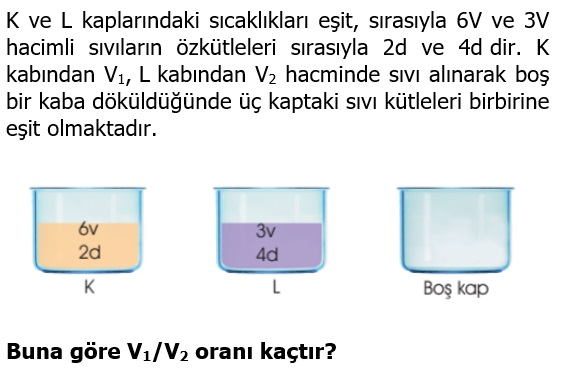 K ve L kaplarındaki sıcaklıkları eşit, sırasıyla 6V ve 3V
hacimli sıvıların özkütleleri sırasıyla 2d ve 4d dir. K
kabından V₁, L kabından V₂ hacminde sıvı alınarak boş
bir kaba döküldüğünde üç kaptaki sıvı kütleleri birbirine
eşit olmaktadır.
6v
2d
K
3v
4d
L
Boş kap
Buna göre V₁/V₂ oranı kaçtır?